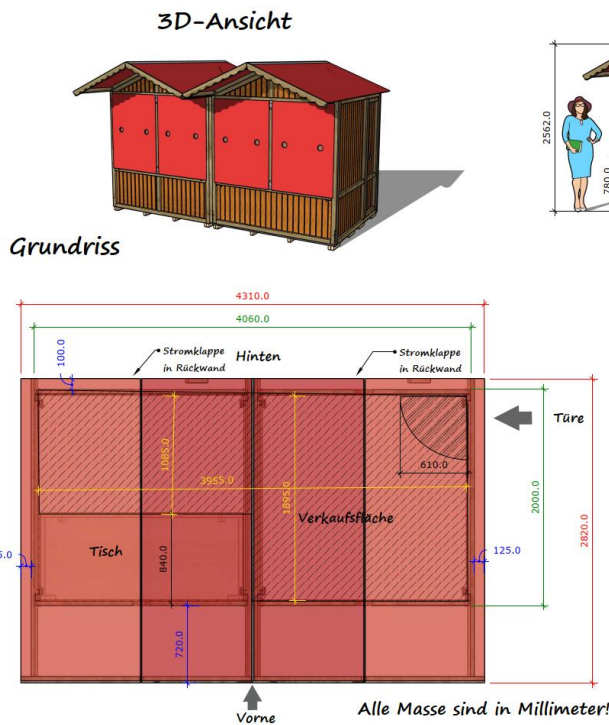 3D-Ansicht
2562.0
780.0
Grundriss
4310.0
4060.0
100.0
Stromklappe
in Rückwand
Hinten
Stromklappe
in Rückwand
Türe
1085.0
3955.0
1895.0
610.0
2000.0
2820.0
Verkaufsfläche
Tisch
840.0
5.0
125.0
720.0
Vorne
Alle Masse sind in Millimeter!